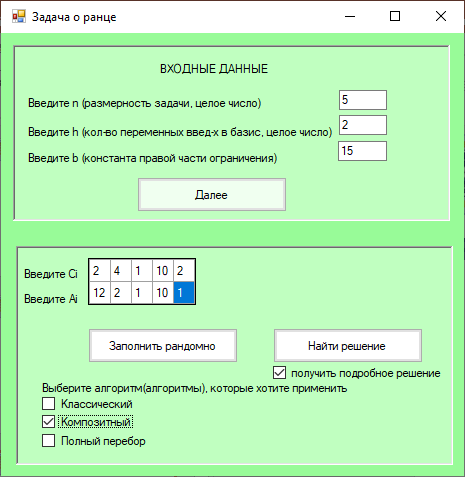 Задача о ранце
ВХОДНЫЕ ДАННЫЕ
Введите n (размерность задачи, целое число) 5
Введите h (кол-во переменных введ-х в базис, целое число) 2
Введите b (константа правой части ограничения) 15
Далее
Введите Ci 2 4 1 10 2
Введите Ai 12 2 1 10 1
Заполнить рандомно Найти решение
получить подробное решение
Выберите алгоритм(алгоритмы), которые хотите применить
Классический
Композитный
Полный перебор